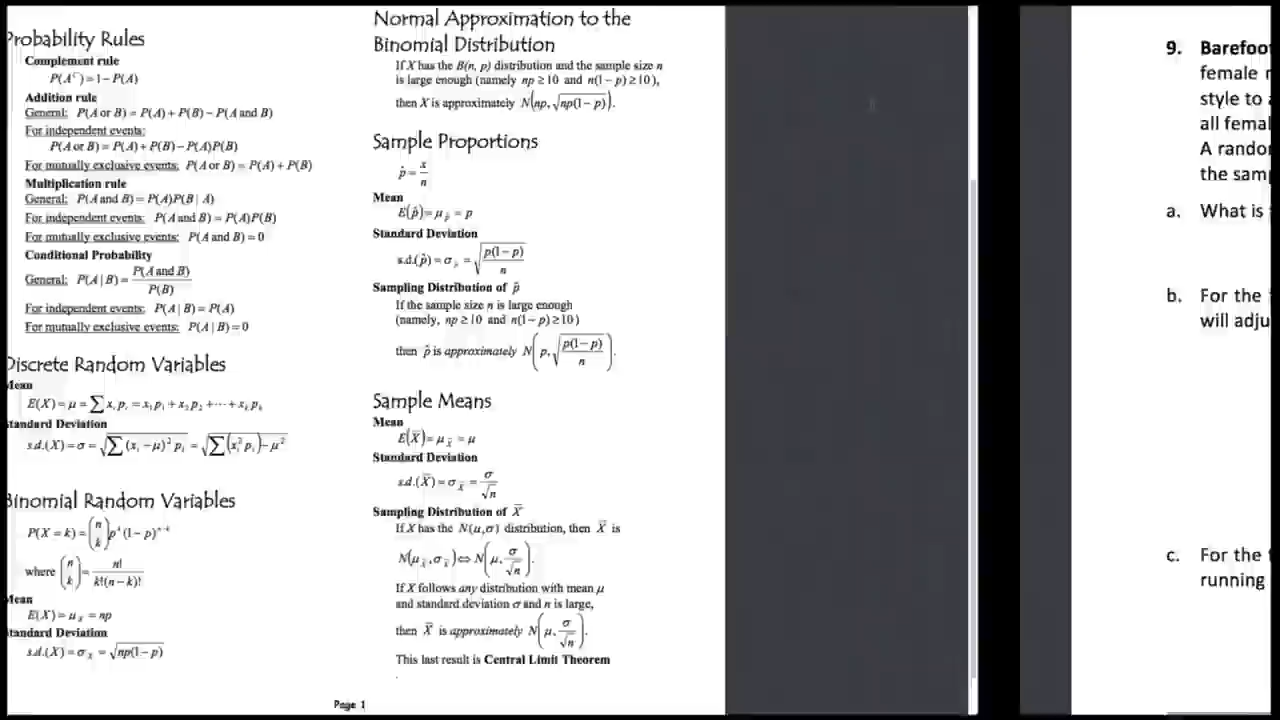 Probability Rules
Complement rule
P(A^C) = 1 − P(A)
Addition rule
General: P(A or B) = P(A) + P(B) − P(A and B)
For independent events:
P(A or B) = P(A) + P(B) − P(A)P(B)
For mutually exclusive events: P(A or B) = P(A) + P(B)
Multiplication rule
General: P(A and B) = P(A)P(B | A)
For independent events: P(A and B) = P(A)P(B)
For mutually exclusive events: P(A and B) = 0
Conditional Probability
General: P(A | B) = P(A and B) / P(B)
For independent events: P(A | B) = P(A)
For mutually exclusive events: P(A | B) = 0
Discrete Random Variables
Mean
E(X) = μ = ∑ x_i p_i = x_1 p_1 + x_2 p_2 + ⋯ + x_k p_k
Standard Deviation
s.d.(X) = σ = √(∑ (x_i − μ)² p_i) = √(∑ (x_i² p_i) − μ²)
Binomial Random Variables
P(X = k) = (n k) p^k (1 − p)^(n−k)
where (n k) = n! / k!(n − k)!
Mean
E(X) = μ_X = np
Standard Deviation
s.d.(X) = σ_X = √(np(1 − p))
Normal Approximation to the
Binomial Distribution
If X has the B(n, p) distribution and the sample size n
is large enough (namely np ≥ 10 and n(1 − p) ≥ 10),
then X is approximately N(np, √(np(1 − p))).
Sample Proportions
p̂ = x / n
Mean
E(p̂) = μ_p̂ = p
Standard Deviation
s.d.(p̂) = σ_p̂ = √(p(1 − p) / n)
Sampling Distribution of p̂
If the sample size n is large enough
(namely, np ≥ 10 and n(1 − p) ≥ 10)
then p̂ is approximately N(p, √(p(1 − p) / n)).
Sample Means
Mean
E(X̄) = μ_X̄ = μ
Standard Deviation
s.d.(X̄) = σ_X̄ = σ / √n
Sampling Distribution of X̄
If X has the N(μ, σ) distribution, then X̄ is
N(μ_X̄, σ_X̄) ⇔ N(μ, σ / √n).
If X follows any distribution with mean μ
and standard deviation σ and n is large,
then X̄ is approximately N(μ, σ / √n).
This last result is Central Limit Theorem
.
Page 1
9. Barefoot
female r
style to a
all femal
A randor
the samp
a. What is
b. For the
will adju
c. For the
running